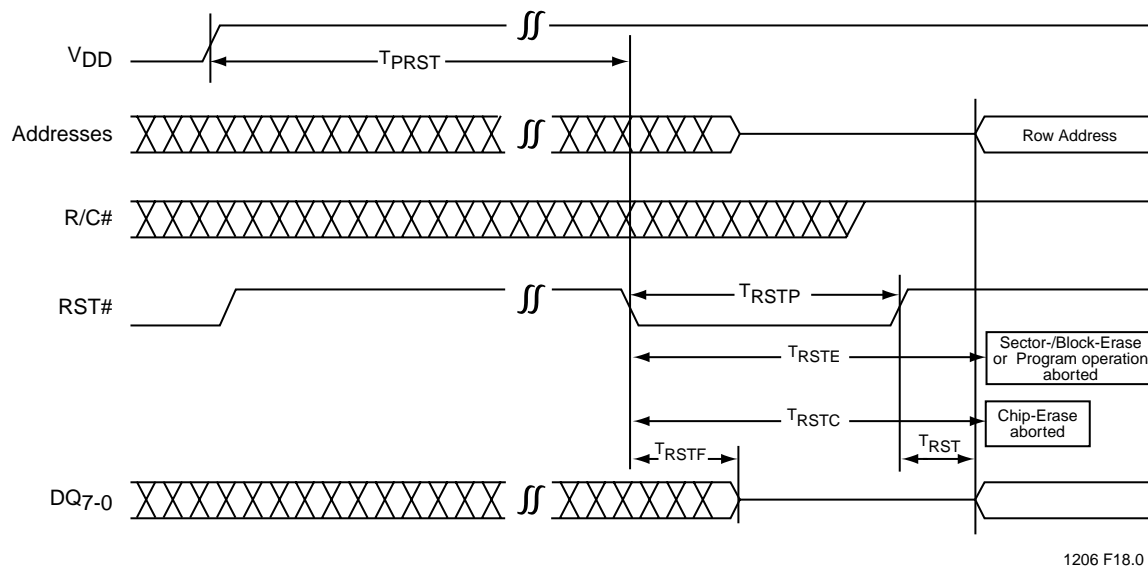 VDD
TPRST
Addresses
Row Address
R/C#
RST#
TRSTP
TRSTE
Sector-/Block-Erase
or Program operation
aborted
TRSTC
Chip-Erase
aborted
TRSTF
TRST
DQ7-0
1206 F18.0